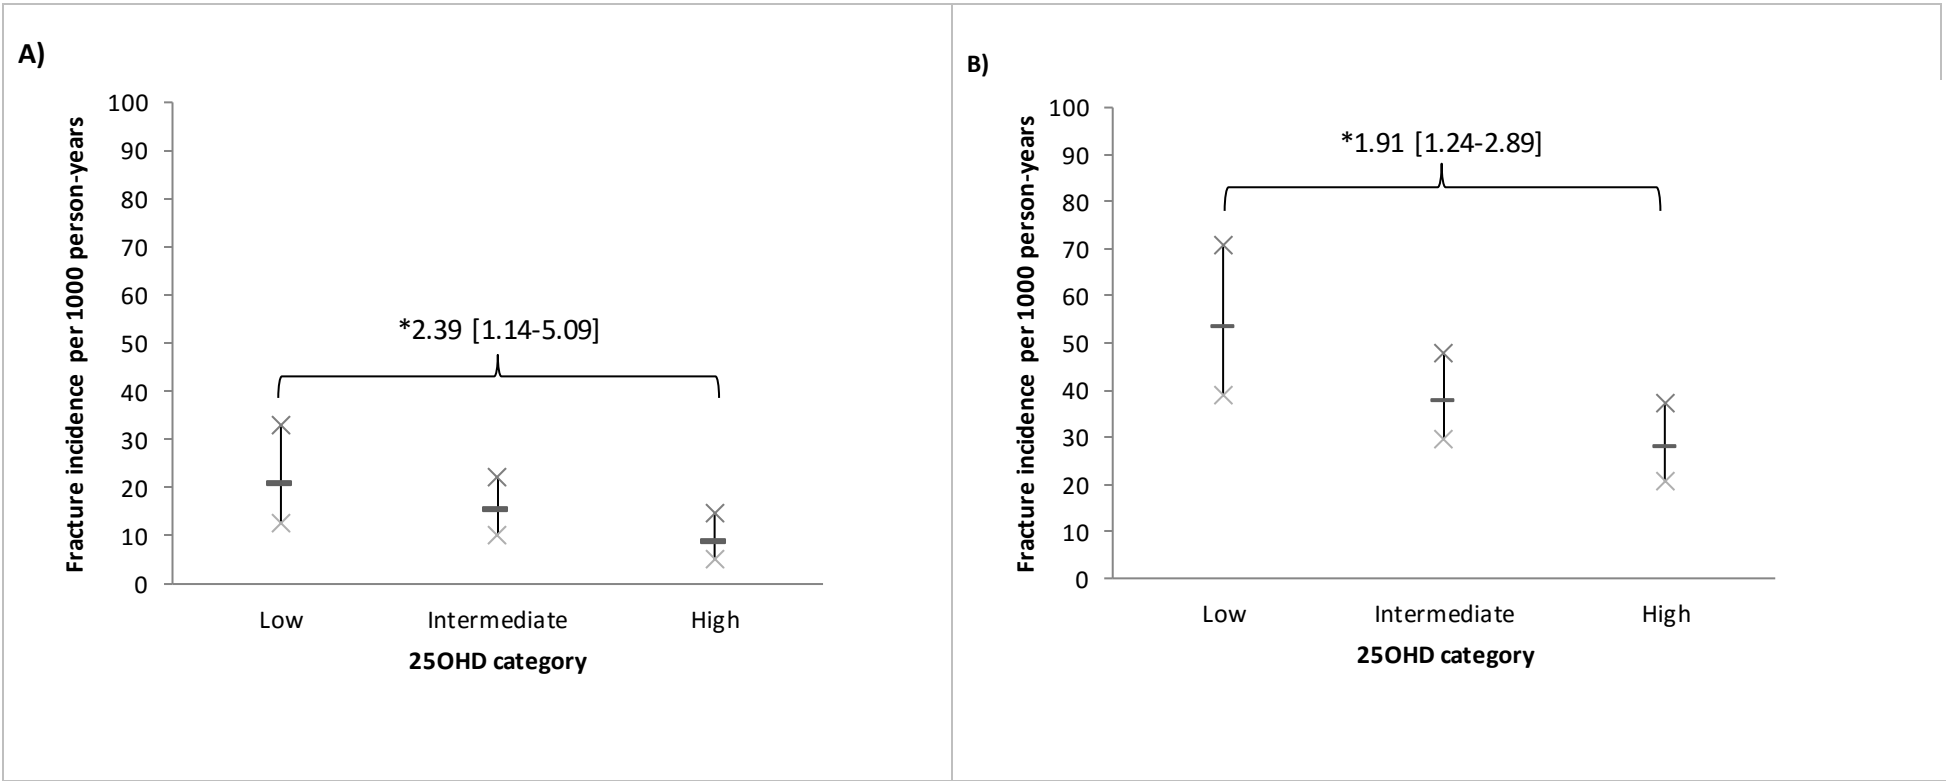 A)
Fracture incidence per 1000 person-years
100
90
80
70
60
50
40
30
20
10
0
*2.39 [1.14-5.09]
Low
Intermediate
High
25OHD category
B)
Fracture incidence per 1000 person-years
100
90
80
70
60
50
40
30
20
10
0
*1.91 [1.24-2.89]
Low
Intermediate
High
25OHD category